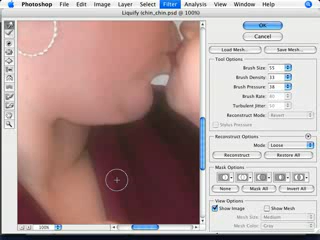 Photoshop File Edit Image Layer Select Filter Analysis View Window
Liquify (chin_chin.psd @ 100%)
OK
Cancel
Load Mesh... Save Mesh...
Tool Options
Brush Size: 55
Brush Density: 33
Brush Pressure: 38
Brush Rate: 80
Turbulent Jitter: 50
Reconstruct Mode: Revert
Stylus Pressure
Reconstruct Options
Mode: Loose
Reconstruct Restore All
Mask Options
None Mask All Invert All
View Options
Show Image Show Mesh
Mesh Size: Medium
Mesh Color: Gray
100%